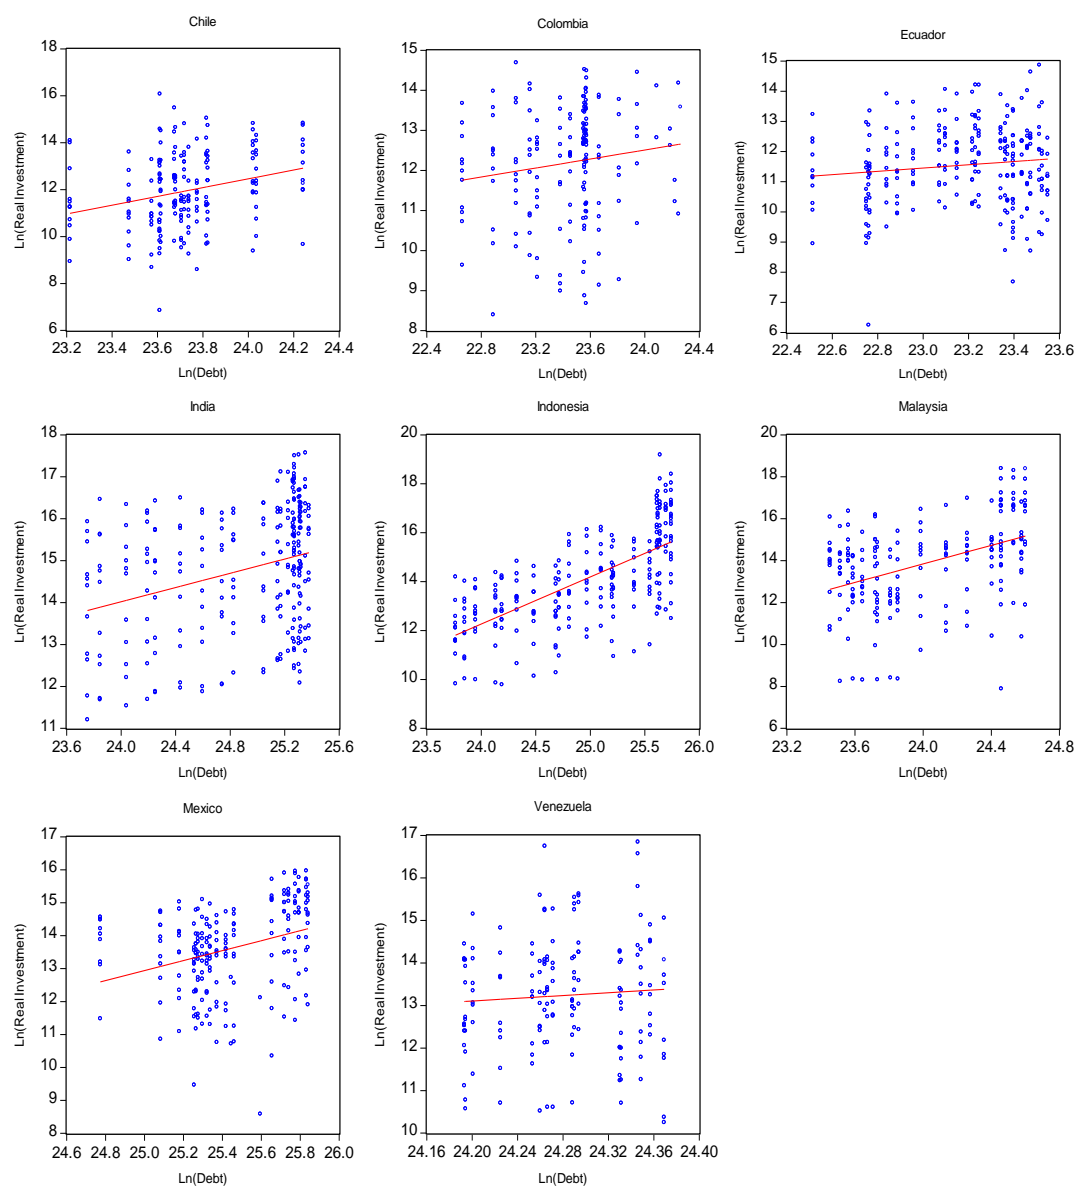 Chile
Colombia
Ecuador
18
16
14
12
10
8
6
23.2 23.4 23.6 23.8 24.0 24.2 24.4
Ln(Debt)
Ln(Real Investment)
15
14
13
12
11
10
9
8
22.4 22.8 23.2 23.6 24.0 24.4
Ln(Debt)
Ln(Real Investment)
15
14
13
12
11
10
9
8
7
6
22.4 22.6 22.8 23.0 23.2 23.4 23.6
Ln(Debt)
Ln(Real Investment)
India
Indonesia
Malaysia
18
17
16
15
14
13
12
11
23.6 24.0 24.4 24.8 25.2 25.6
Ln(Debt)
Ln(Real Investment)
20
18
16
14
12
10
8
23.5 24.0 24.5 25.0 25.5 26.0
Ln(Debt)
Ln(Real Investment)
20
18
16
14
12
10
8
6
23.2 23.6 24.0 24.4 24.8
Ln(Debt)
Ln(Real Investment)
Mexico
Venezuela
17
16
15
14
13
12
11
10
9
8
24.6 24.8 25.0 25.2 25.4 25.6 25.8 26.0
Ln(Debt)
Ln(Real Investment)
17
16
15
14
13
12
11
10
24.16 24.20 24.24 24.28 24.32 24.36 24.40
Ln(Debt)
Ln(Real Investment)